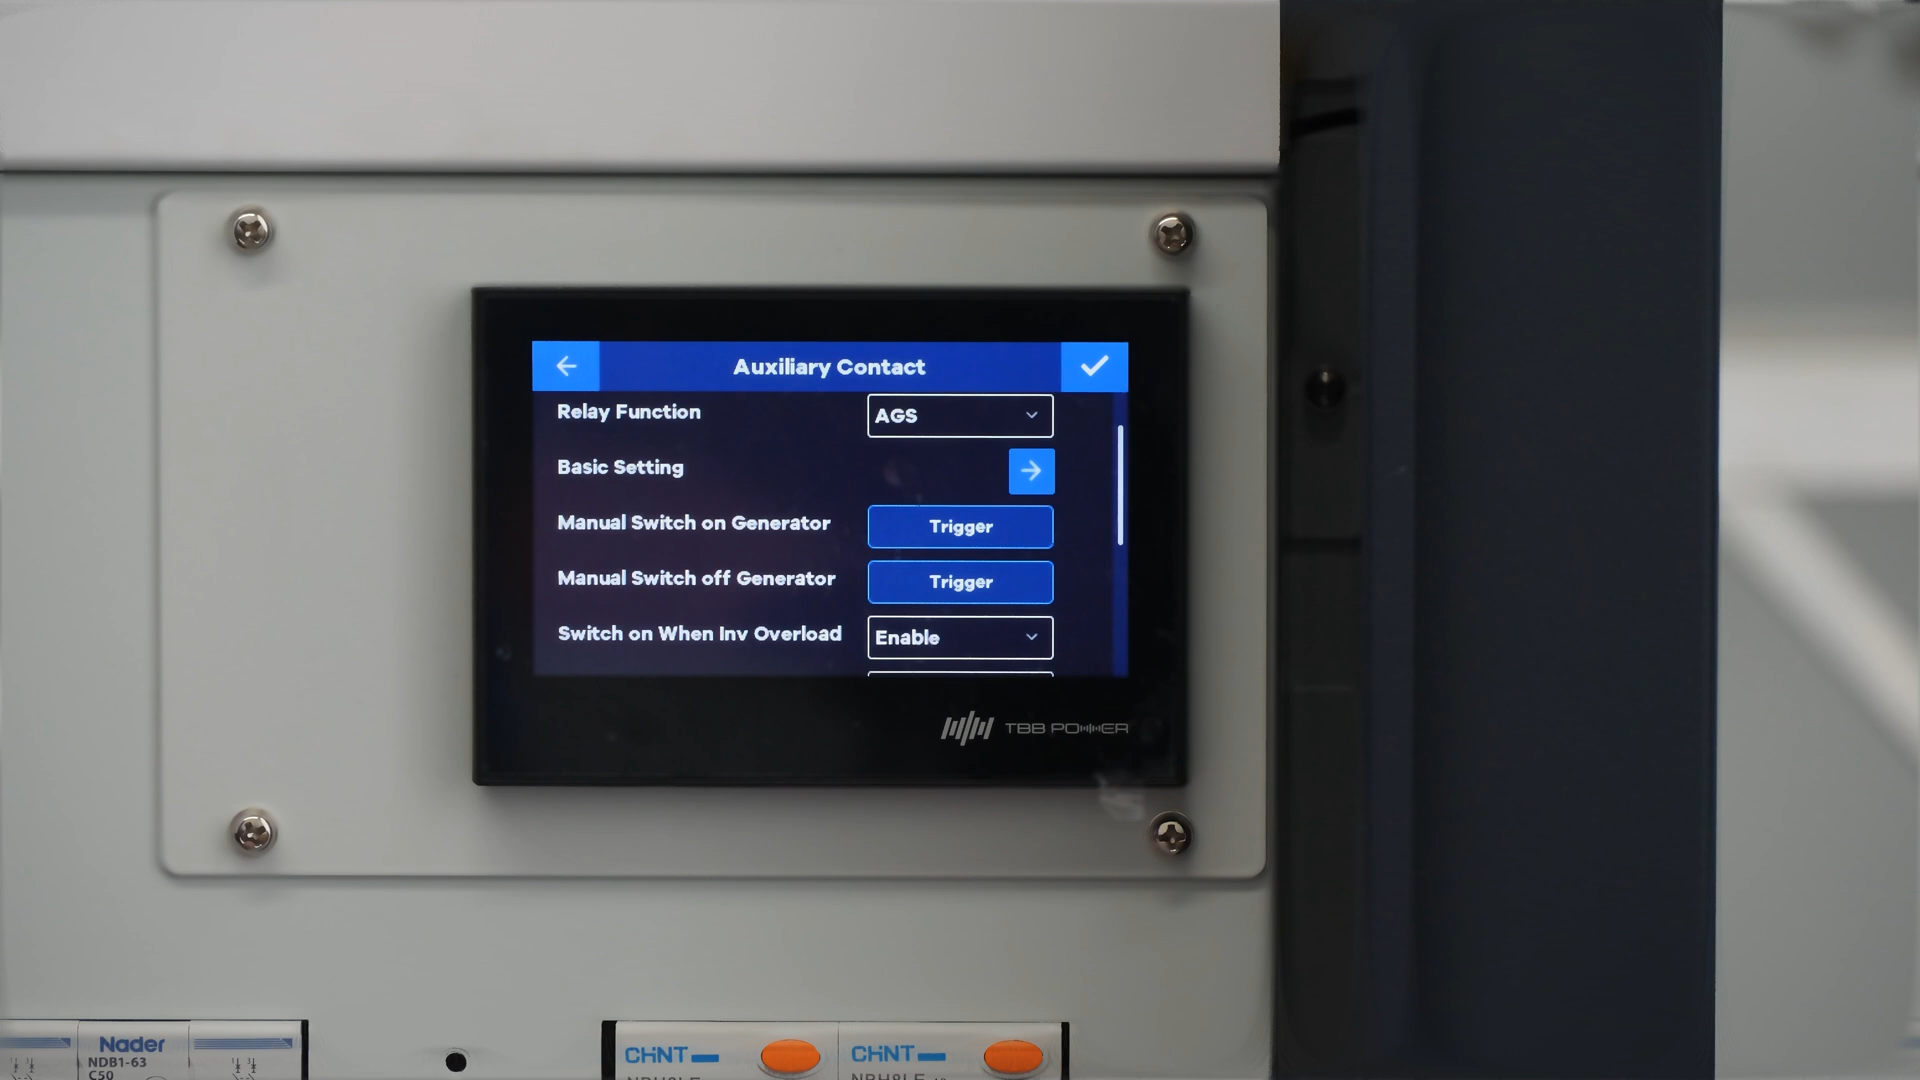 Auxiliary Contact
Relay Function
AGS
Basic Setting
Manual Switch on Generator
Trigger
Manual Switch off Generator
Trigger
Switch on When Inv Overload
Enable
TBB POWER
Nader
NDB1-63
C50
CHNT
CHNT